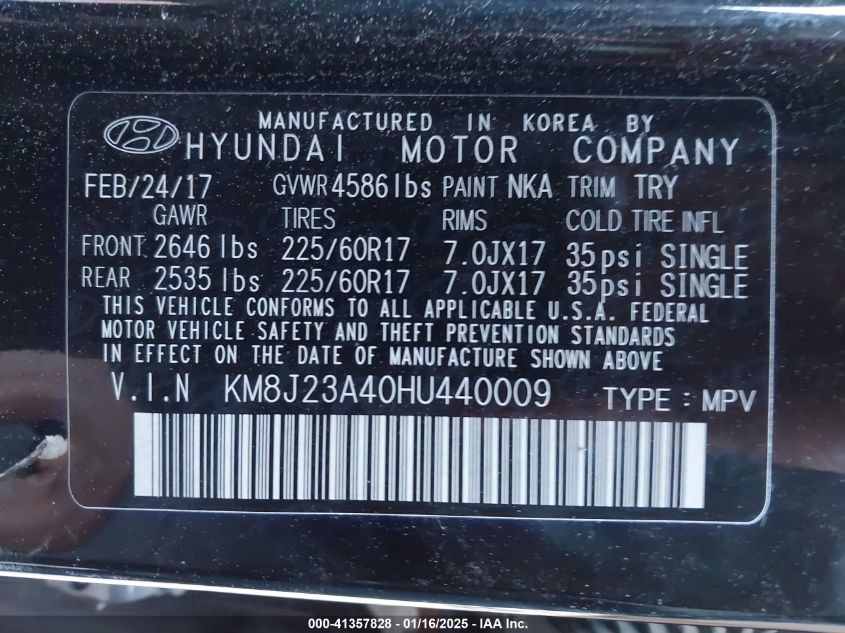 MANUFACTURED IN KOREA BY
HYUNDAI MOTOR COMPANY
FEB/24/17 GVWR 4586lbs PAINT NKA TRIM TRY
GAWR TIRES RIMS COLD TIRE INFL
FRONT 2646 lbs 225/60R17 7.0JX17 35psi SINGLE
REAR 2535 lbs 225/60R17 7.0JX17 35psi SINGLE
THIS VEHICLE CONFORMS TO ALL APPLICABLE U.S.A. FEDERAL
MOTOR VEHICLE SAFETY AND THEFT PREVENTION STANDARDS
IN EFFECT ON THE DATE OF MANUFACTURE SHOWN ABOVE.
V.I.N KM8J23A40HU440009 TYPE : MPV
000-41357828 - 01/16/2025 - IAA Inc.